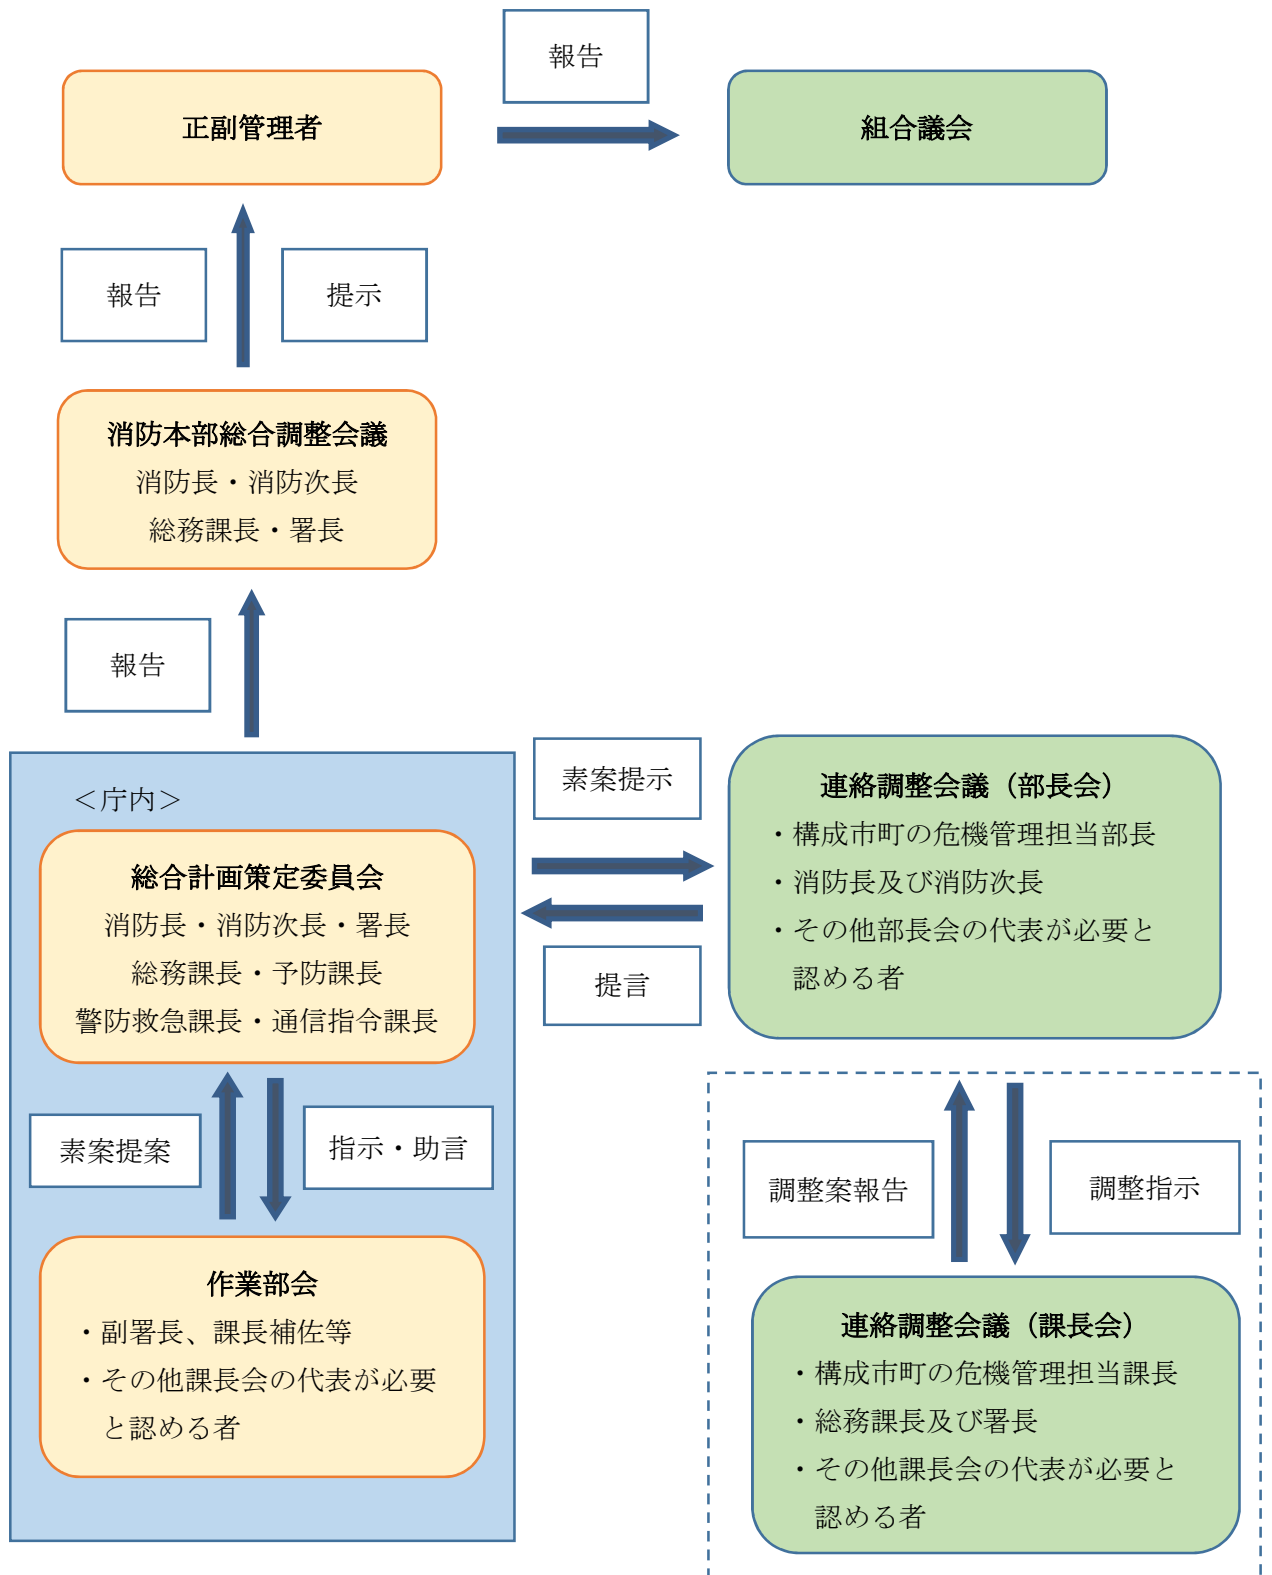 報告
正副管理者
組合議会
報告
提示
消防本部総合調整会議
消防長・消防次長
総務課長・署長
報告
＜庁内＞
総合計画策定委員会
消防長・消防次長・署長
総務課長・予防課長
警防救急課長・通信指令課長
素案提示
提言
連絡調整会議（部長会）
・構成市町の危機管理担当部長
・消防長及び消防次長
・その他部長会の代表が必要と
認める者
素案提案
指示・助言
作業部会
・副署長、課長補佐等
・その他課長会の代表が必要
と認める者
調整案報告
調整指示
連絡調整会議（課長会）
・構成市町の危機管理担当課長
・総務課長及び署長
・その他課長会の代表が必要と
認める者